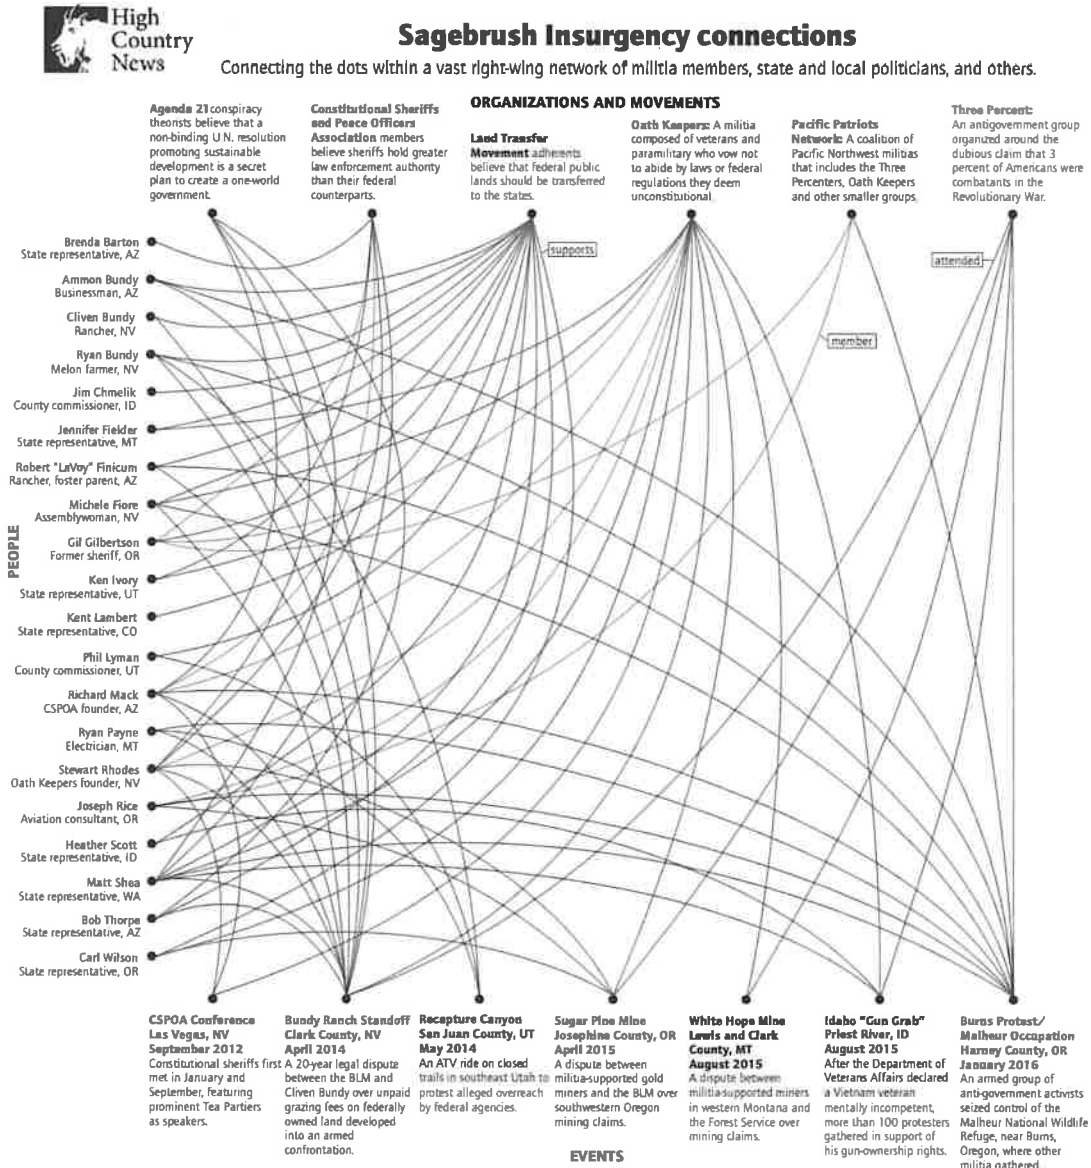 High
Country
News
Sagebrush Insurgency connections
Connecting the dots within a vast right-wing network of militia members, state and local politicians, and others.
ORGANIZATIONS AND MOVEMENTS
Agenda 21 conspiracy
theorists believe that a
non-binding U.N. resolution
promoting sustainable
development is a secret
plan to create a one-world
government.
Constitutional Sheriffs
and Peace Officers
Association members
believe sheriffs hold greater
law enforcement authority
than their federal
counterparts.
Land Transfer
Movement adherents
believe that federal public
lands should be transferred
to the states.
Oath Keepers: A militia
composed of veterans and
paramilitary who vow not
to abide by laws or federal
regulations they deem
unconstitutional.
Pacific Patriots
Network: A coalition of
Pacific Northwest militias
that includes the Three
Percenters, Oath Keepers
and other smaller groups.
Three Percent:
An antigovernment group
organized around the
dubious claim that 3
percent of Americans were
combatants in the
Revolutionary War.
supports
attended
member
PEOPLE
Brenda Barton
State representative, AZ
Ammon Bundy
Businessman, AZ
Cliven Bundy
Rancher, NV
Ryan Bundy
Melon farmer, NV
Jim Chmelik
County commissioner, ID
Jennifer Fielder
State representative, MT
Robert "LaVoy" Finicum
Rancher, foster parent, AZ
Michele Fiore
Assemblywoman, NV
Gil Gilbertson
Former sheriff, OR
Ken Ivory
State representative, UT
Kent Lambert
State representative, CO
Phil Lyman
County commissioner, UT
Richard Mack
CSPOA founder, AZ
Ryan Payne
Electrician, MT
Stewart Rhodes
Oath Keepers founder, NV
Joseph Rice
Aviation consultant, OR
Heather Scott
State representative, ID
Matt Shea
State representative, WA
Bob Thorpe
State representative, AZ
Carl Wilson
State representative, OR
CSPOA Conference
Las Vegas, NV
September 2012
Constitutional sheriffs first
met in January and
September, featuring
prominent Tea Partiers
as speakers.
Bundy Ranch Standoff
Clark County, NV
April 2014
A 20-year legal dispute
between the BLM and
Cliven Bundy over unpaid
grazing fees on federally
owned land developed
into an armed
confrontation.
Recapture Canyon
San Juan County, UT
May 2014
An ATV ride on closed
trails in southeast Utah to
protest alleged overreach
by federal agencies.
Sugar Pine Mine
Josephine County, OR
April 2015
A dispute between
militia-supported gold
miners and the BLM over
southwestern Oregon
mining claims.
White Hope Mine
Lewis and Clark
County, MT
August 2015
A dispute between
militia-supported miners
in western Montana and
the Forest Service over
mining claims.
Idaho "Gun Grab"
Priest River, ID
August 2015
After the Department of
Veterans Affairs declared
a Vietnam veteran
mentally incompetent,
more than 100 protesters
gathered in support of
his gun-ownership rights.
Burns Protest/
Malheur Occupation
Harney County, OR
January 2016
An armed group of
anti-government activists
seized control of the
Malheur National Wildlife
Refuge, near Burns,
Oregon, where other
militia gathered
EVENTS